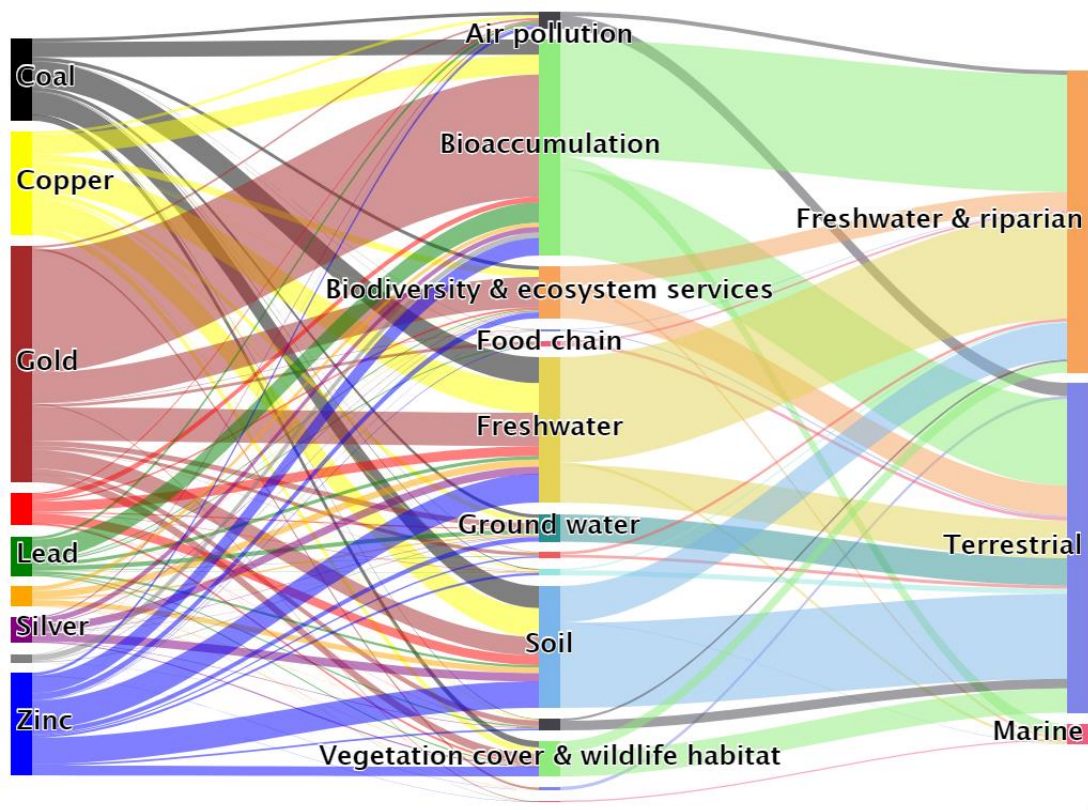 Coal
Copper
Gold
Lead
Silver
Zinc
Air pollution
Bioaccumulation
Biodiversity & ecosystem services
Food chain
Freshwater
Ground water
Soil
Vegetation cover & wildlife habitat
Freshwater & riparian
Terrestrial
Marine